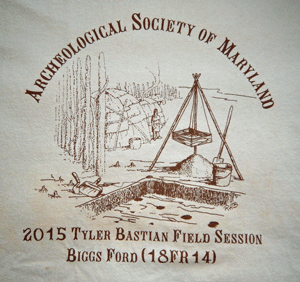 Archeological Society of Maryland
2015 Tyler Bastian Field Session
Biggs Ford (18FR14)